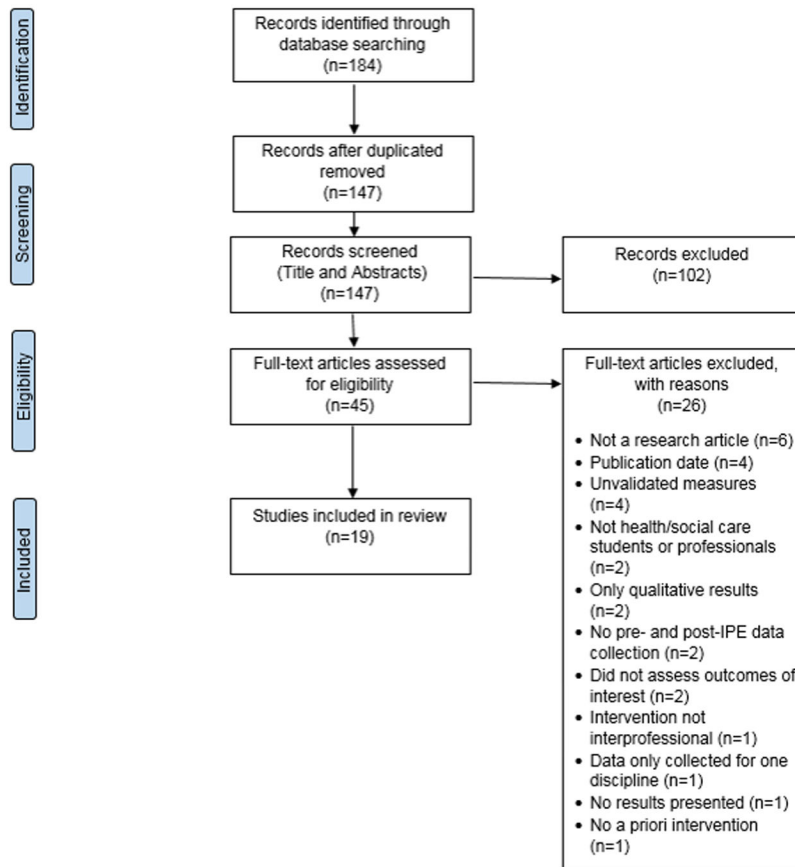 Identification
Records identified through
database searching
(n=184)
Records after duplicated
removed
(n=147)
Screening
Records screened
(Title and Abstracts)
(n=147)
Records excluded
(n=102)
Eligibility
Full-text articles assessed
for eligibility
(n=45)
Full-text articles excluded,
with reasons
(n=26)
• Not a research article (n=6)
• Publication date (n=4)
• Unvalidated measures
(n=4)
• Not health/social care
students or professionals
(n=2)
• Only qualitative results
(n=2)
• No pre- and post-IPE data
collection (n=2)
• Did not assess outcomes of
interest (n=2)
• Intervention not
interprofessional (n=1)
• Data only collected for one
discipline (n=1)
• No results presented (n=1)
• No a priori intervention
(n=1)
Included
Studies included in review
(n=19)